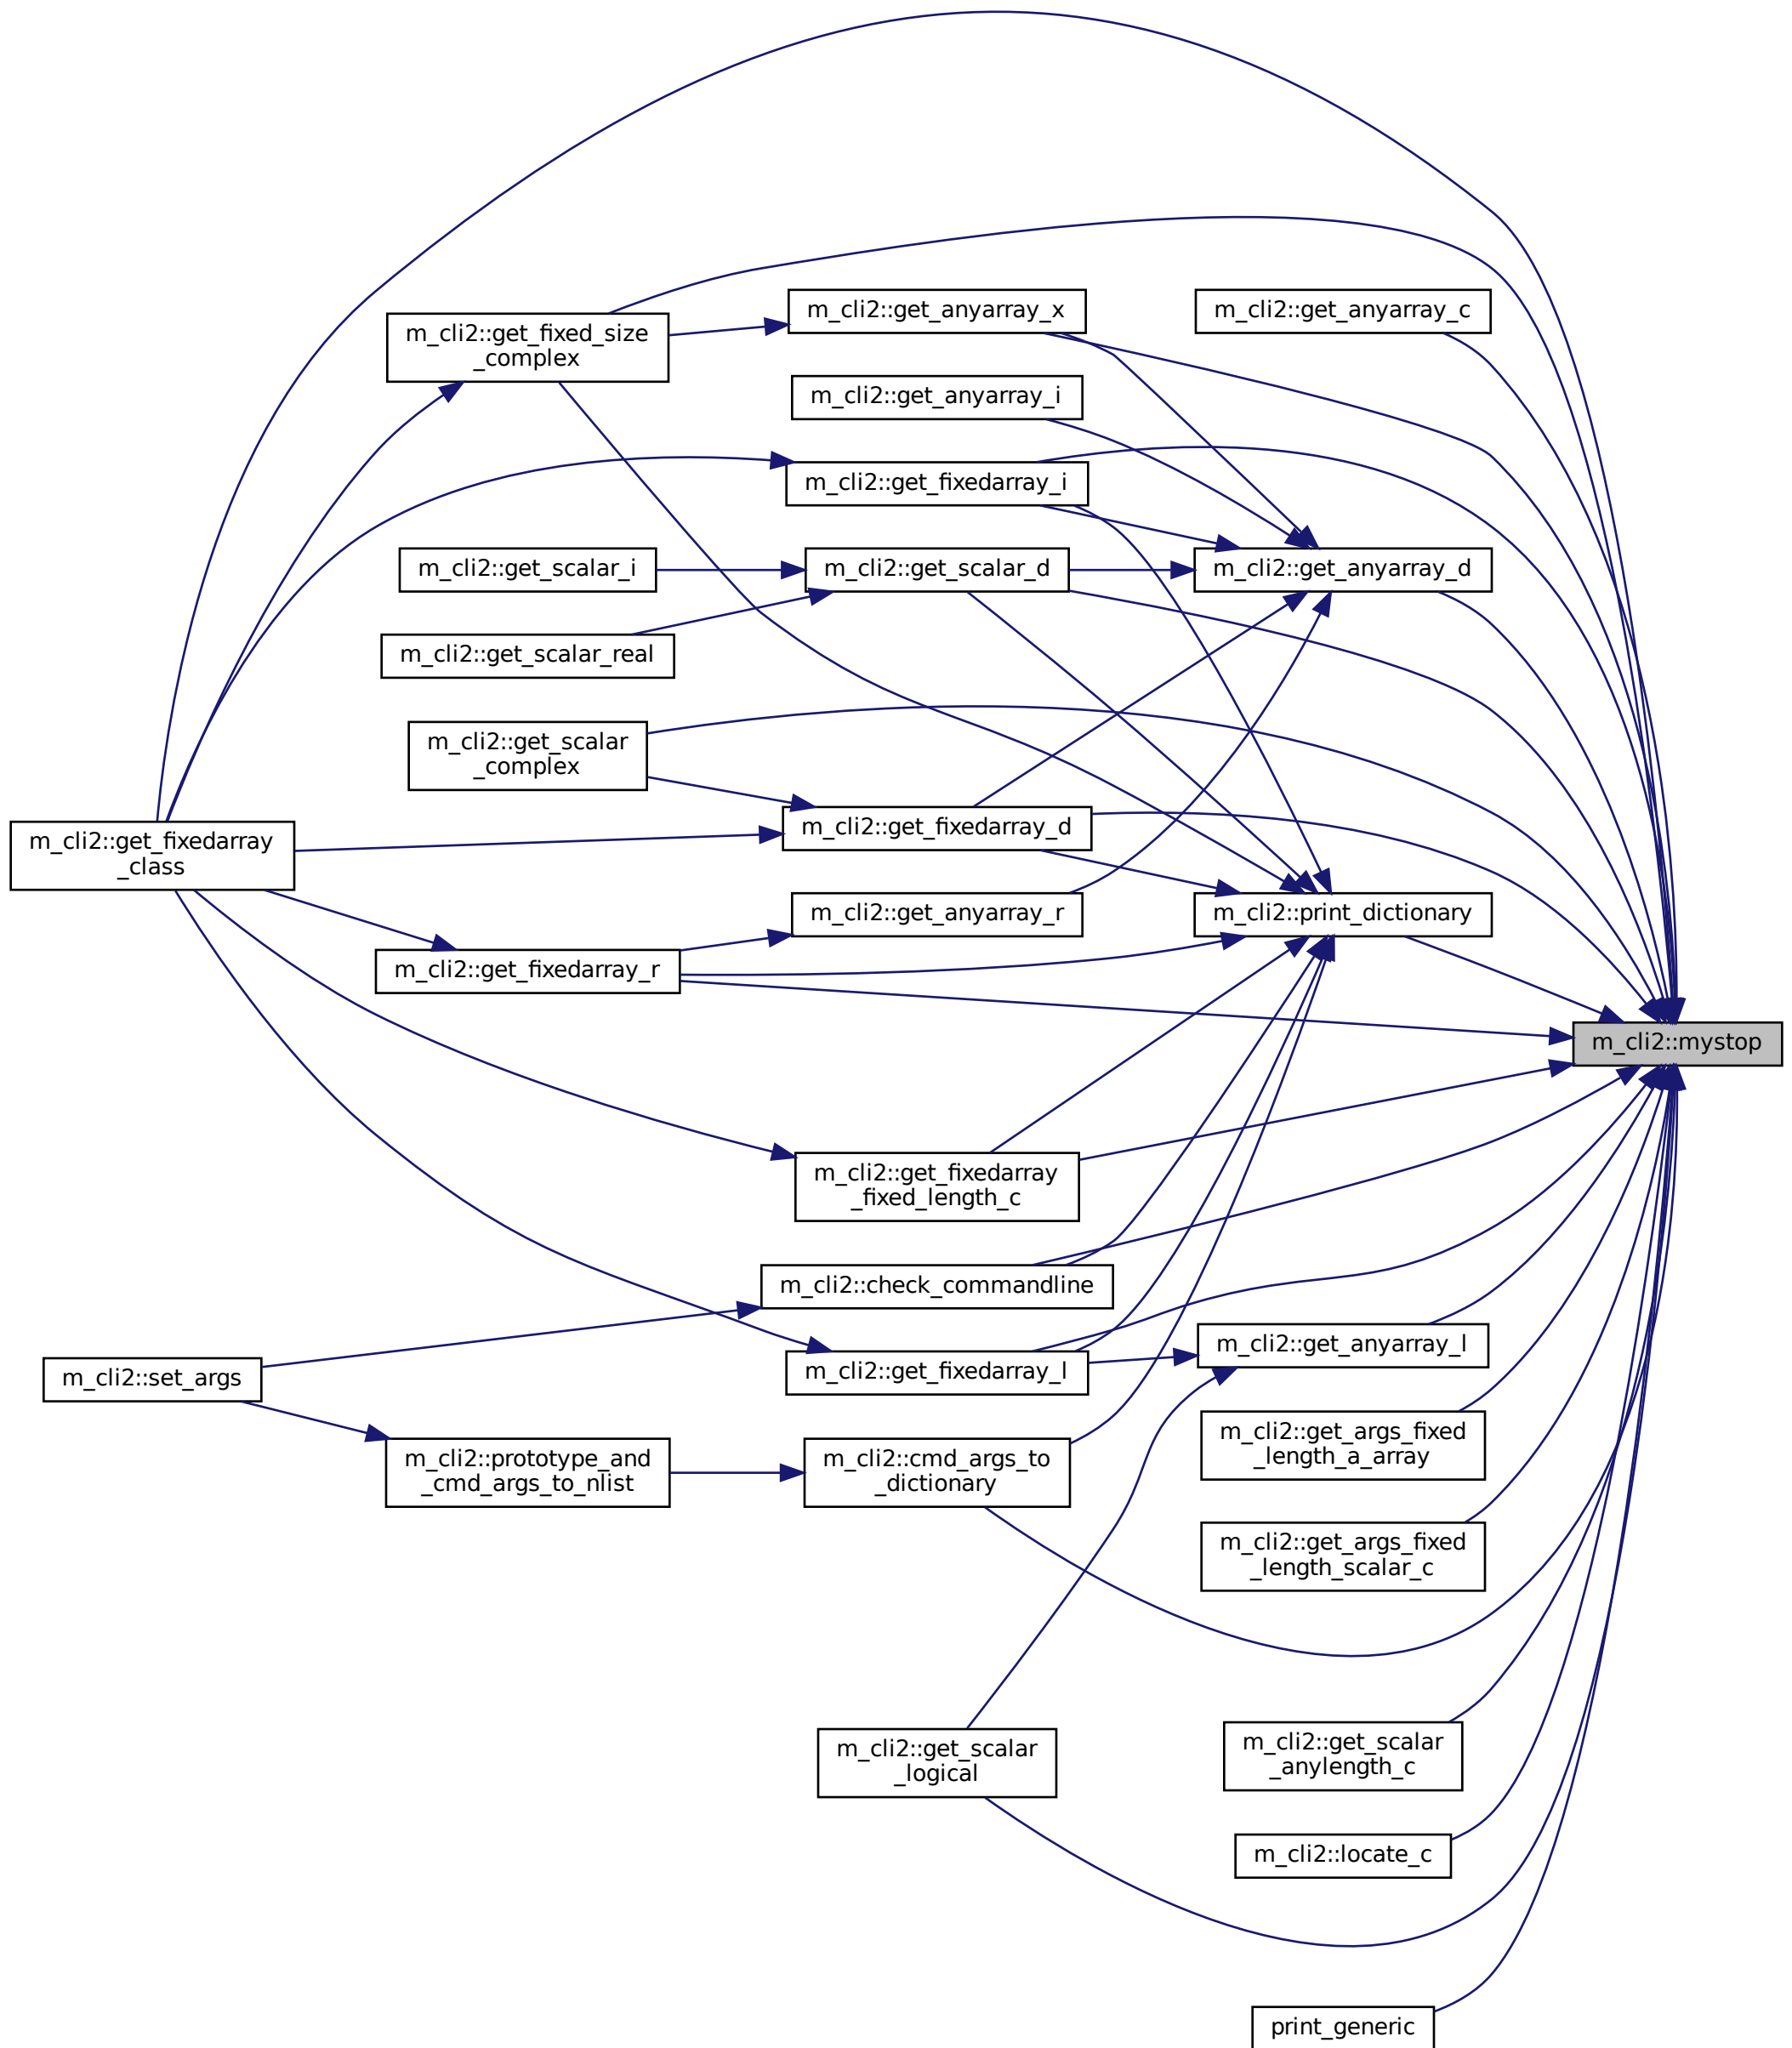 m_cli2::get_anyarray_x
m_cli2::get_anyarray_c
m_cli2::get_fixed_size
_complex
m_cli2::get_anyarray_i
m_cli2::get_fixedarray_i
m_cli2::get_scalar_i
m_cli2::get_scalar_d
m_cli2::get_anyarray_d
m_cli2::get_scalar_real
m_cli2::get_scalar
_complex
m_cli2::get_fixedarray_d
m_cli2::get_fixedarray
_class
m_cli2::get_anyarray_r
m_cli2::print_dictionary
m_cli2::get_fixedarray_r
m_cli2::mystop
m_cli2::get_fixedarray
_fixed_length_c
m_cli2::check_commandline
m_cli2::get_anyarray_l
m_cli2::set_args
m_cli2::get_fixedarray_l
m_cli2::get_args_fixed
_length_a_array
m_cli2::prototype_and
_cmd_args_to_nlist
m_cli2::cmd_args_to
_dictionary
m_cli2::get_args_fixed
_length_scalar_c
m_cli2::get_scalar
_anylength_c
m_cli2::get_scalar
_logical
m_cli2::locate_c
print_generic